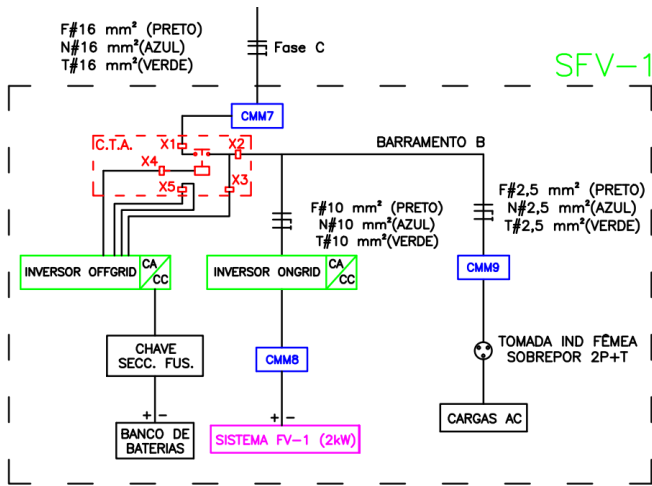 F#16 mm² (PRETO)
N#16 mm²(AZUL)
T#16 mm²(VERDE)
Fase C
SFV-1
CMM7
C.T.A.
X1
X2
BARRAMENTO B
X4
X3
X5
F#10 mm² (PRETO)
N#10 mm²(AZUL)
T#10 mm²(VERDE)
F#2,5 mm² (PRETO)
N#2,5 mm²(AZUL)
T#2,5 mm²(VERDE)
INVERSOR OFFGRID
CA
CC
INVERSOR ONGRID
CA
CC
CMM9
CHAVE
SECC. FUS.
CMM8
TOMADA IND FÊMEA
SOBREPOR 2P+T
+ -
BANCO DE
BATERIAS
+ -
SISTEMA FV-1 (2kW)
CARGAS AC